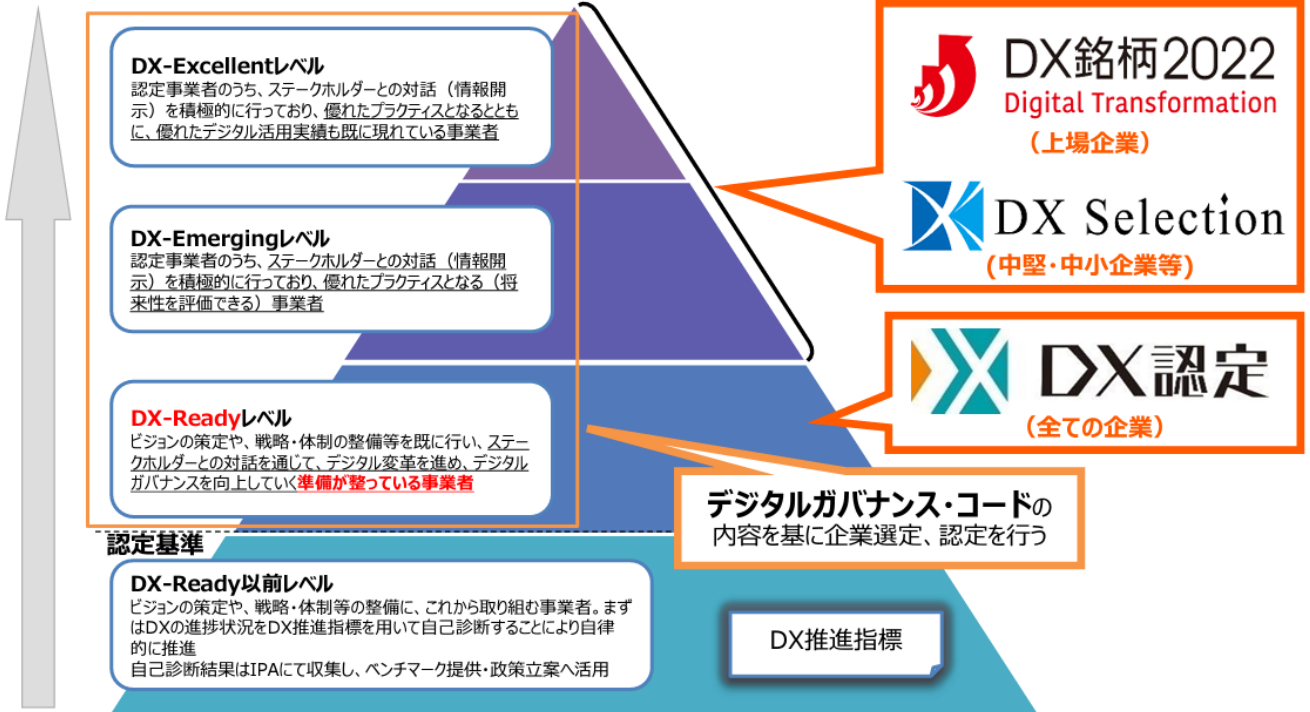 DX-Excellentレベル
認定事業者のうち、ステークホルダーとの対話（情報開
示）を積極的に行っており、優れたプラクティスとなるととも
に、優れたデジタル活用実績も既に現れている事業者
DX-Emergingレベル
認定事業者のうち、ステークホルダーとの対話（情報開
示）を積極的に行っており、優れたプラクティスとなる（将
来性を評価できる）事業者
DX-Readyレベル
ビジョンの策定や、戦略・体制の整備等を既に行い、ステー
クホルダーとの対話を通じて、デジタル変革を進め、デジタル
ガバナンスを向上していく準備が整っている事業者
認定基準
DX-Ready以前レベル
ビジョンの策定や、戦略・体制等の整備に、これから取り組む事業者。まず
はDXの進捗状況をDX推進指標を用いて自己診断することにより自律
的に推進
自己診断結果はIPAにて収集し、ベンチマーク提供・政策立案へ活用
DX銘柄2022
Digital Transformation
（上場企業）
DX Selection
(中堅・中小企業等)
DX認定
（全ての企業）
デジタルガバナンス・コードの
内容を基に企業選定、認定を行う
DX推進指標